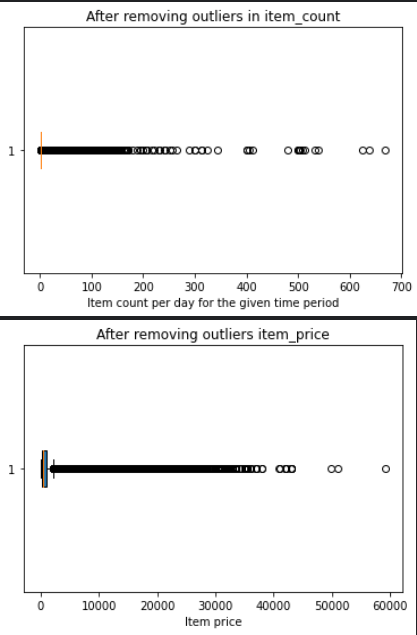 After removing outliers in item_count
1
0 100 200 300 400 500 600 700
Item count per day for the given time period
After removing outliers item_price
1
0 10000 20000 30000 40000 50000 60000
Item price